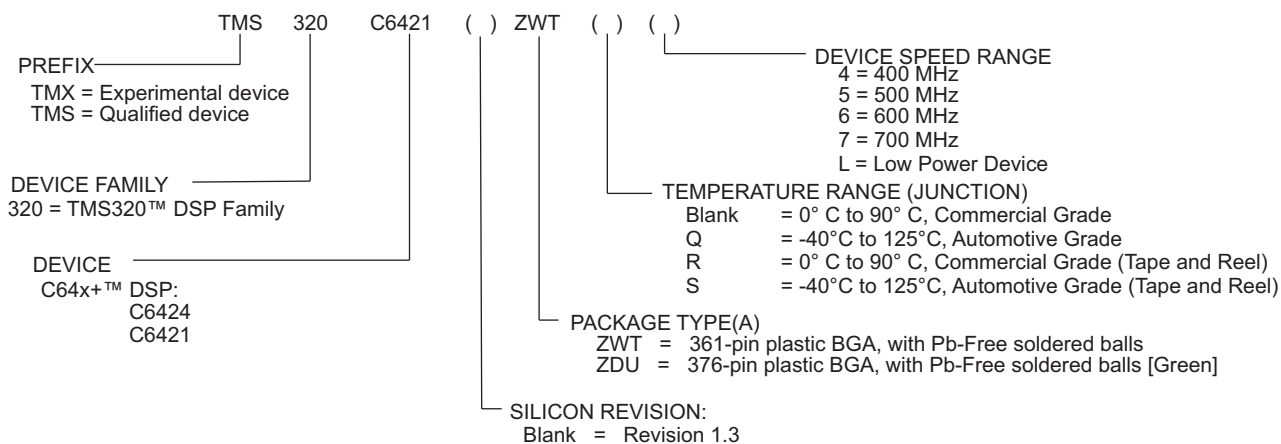 TMS 320 C6421 ( ) ZWT ( ) ( )
PREFIX
TMX = Experimental device
TMS = Qualified device
DEVICE SPEED RANGE
4 = 400 MHz
5 = 500 MHz
6 = 600 MHz
7 = 700 MHz
L = Low Power Device
DEVICE FAMILY
320 = TMS320™ DSP Family
TEMPERATURE RANGE (JUNCTION)
Blank = 0° C to 90° C, Commercial Grade
Q = -40°C to 125°C, Automotive Grade
R = 0° C to 90° C, Commercial Grade (Tape and Reel)
S = -40°C to 125°C, Automotive Grade (Tape and Reel)
DEVICE
C64x+™ DSP:
C6424
C6421
PACKAGE TYPE(A)
ZWT = 361-pin plastic BGA, with Pb-Free soldered balls
ZDU = 376-pin plastic BGA, with Pb-Free soldered balls [Green]
SILICON REVISION:
Blank = Revision 1.3